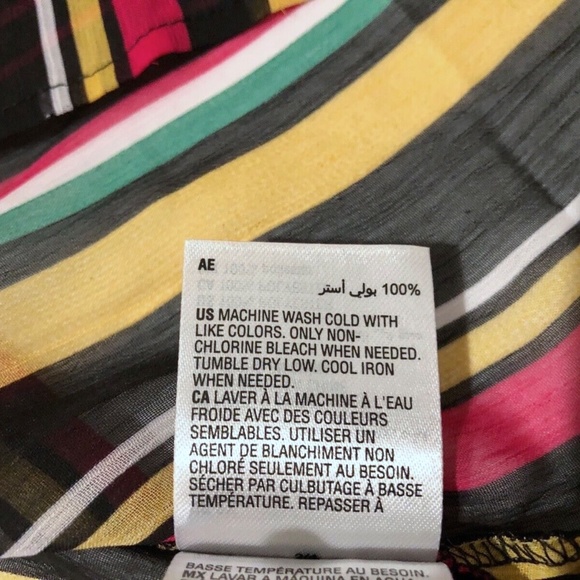 AE
100% بولي أستر
US MACHINE WASH COLD WITH
LIKE COLORS. ONLY NON-
CHLORINE BLEACH WHEN NEEDED.
TUMBLE DRY LOW. COOL IRON
WHEN NEEDED.
CA LAVER À LA MACHINE À L'EAU
FROIDE AVEC DES COULEURS
SEMBLABLES. UTILISER UN
AGENT DE BLANCHIMENT NON
CHLORÉ SEULEMENT AU BESOIN.
SÉCHER PAR CULBUTAGE À BASSE
TEMPÉRATURE. REPASSER À
BASSE TEMPÉRATURE AU BESOIN.
MX LAVAR A MÁQUINA EN AGUA